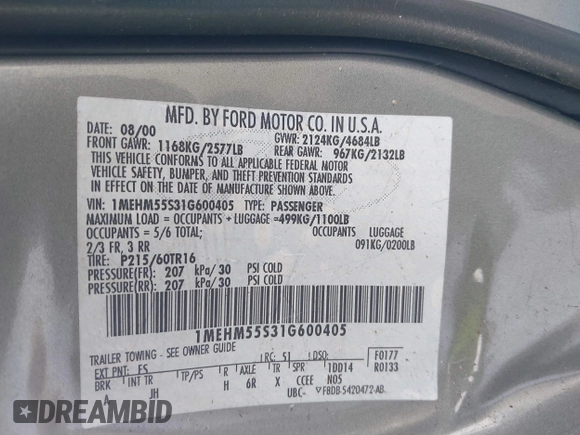 MFD. BY FORD MOTOR CO. IN U.S.A.
DATE: 08/00 GVWR: 2124KG/4684LB
FRONT GAWR: 1168KG/2577LB REAR GAWR: 967KG/2132LB
THIS VEHICLE CONFORMS TO ALL APPLICABLE FEDERAL MOTOR
VEHICLE SAFETY, BUMPER, AND THEFT PREVENTION STANDARDS
IN EFFECT ON THE DATE OF MANUFACTURE SHOWN ABOVE.
VIN: 1MEHM55S31G600405 TYPE: PASSENGER
MAXIMUM LOAD = OCCUPANTS + LUGGAGE =499KG/1100LB
OCCUPANTS = 5/6 TOTAL; OCCUPANTS LUGGAGE
2/3 FR, 3 RR 091KG/0200LB
TIRE: P215/60TR16
PRESSURE(FR) 207 kPa/30 PSI COLD
PRESSURE(RR) 207 kPa/30 PSI COLD
1MEHM55S31G600405
TRAILER TOWING - SEE OWNER GUIDE
RC: 51 DSO: F0177
EXT PNT: FS 1DD14 R0133
BRK INT TR TP/PS R AXLE TR SPR
A JH H 6R X CCEE N05
UBC- F8DB-5420472-AB
DREAMBID